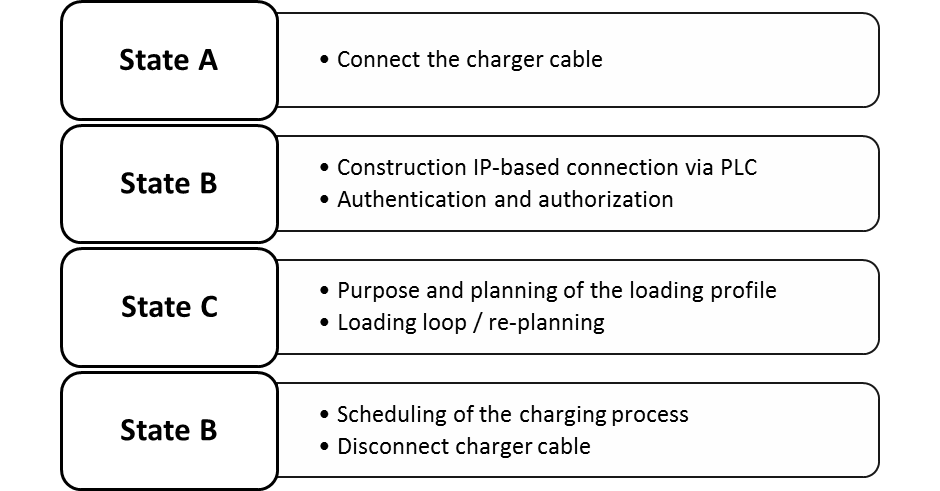 State A
• Connect the charger cable
State B
• Construction IP-based connection via PLC
• Authentication and authorization
State C
• Purpose and planning of the loading profile
• Loading loop / re-planning
State B
• Scheduling of the charging process
• Disconnect charger cable